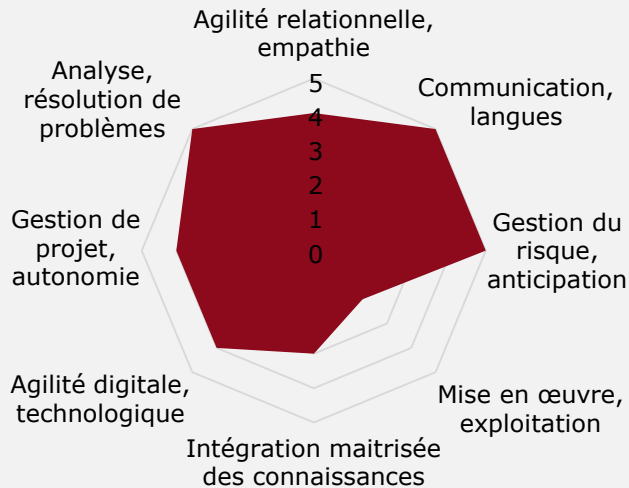 Agilité relationnelle,
empathie
Communication,
langues
Gestion du
risque,
anticipation
Mise en œuvre,
exploitation
Intégration maitrisée
des connaissances
Agilité digitale,
technologique
Gestion de
projet,
autonomie
Analyse,
résolution de
problèmes
5
4
3
2
1
0